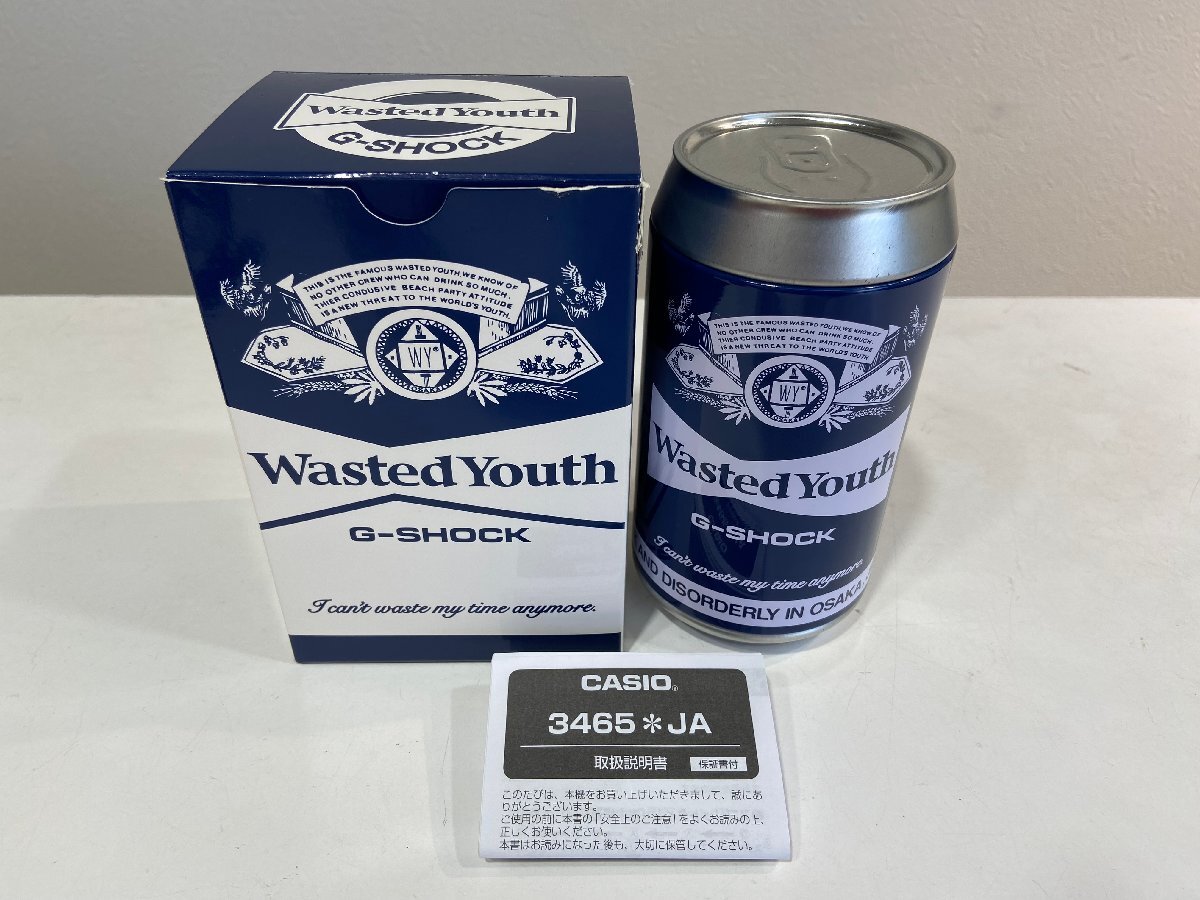 Wasted Youth
G-SHOCK
THIS IS THE FAMOUS WASTED YOUTH, WE KNOW OF
NO OTHER CREW WHO CAN DRINK SO MUCH.
THIER CONDUSIVE BEACH PARTY ATTITUDE
IS A NEW THREAT TO THE WORLD'S YOUTH.
WY®
OSAKA
Wasted Youth
G-SHOCK
I can't waste my time anymore.
THIS IS THE FAMOUS WASTED YOUTH, WE KNOW OF
NO OTHER CREW WHO CAN DRINK SO MUCH.
THIER CONDUSIVE BEACH PARTY ATTITUDE
IS A NEW THREAT TO THE WORLD'S YOUTH.
WY®
Wasted Youth
G-SHOCK
I can't waste my time anymore.
AND DISORDERLY IN OSAKA
CASIO®
3465＊JA
取扱説明書 保証書付
このたびは、本機をお買い上げいただきまして、誠にあ
りがとうございます。
ご使用の前に本書の「安全上のご注意」をよくお読みの上、
正しくお使いください。
本書はお読みになった後も、大切に保管してください。